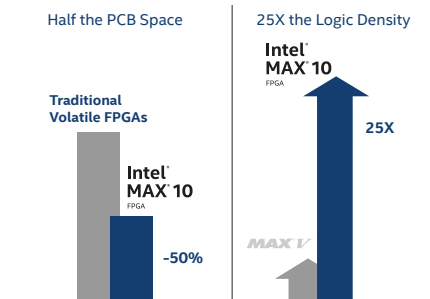 Half the PCB Space
Traditional
Volatile FPGAs
Intel®
MAX® 10
FPGA
-50%
25X the Logic Density
Intel®
MAX® 10
FPGA
25X
MAX V